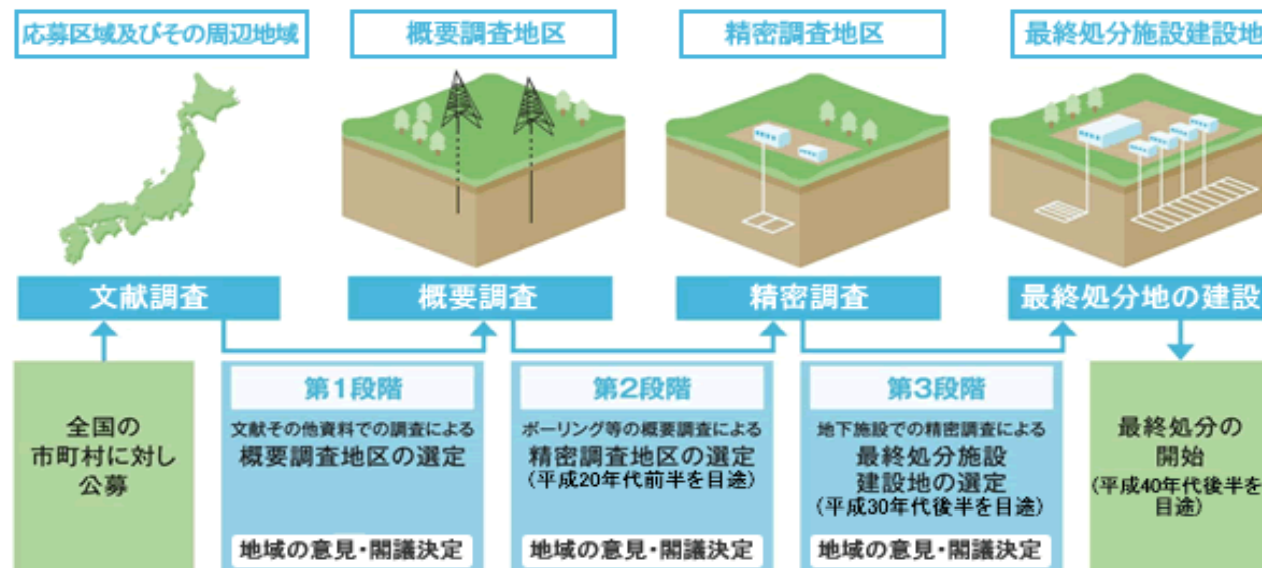 応募区域及びその周辺地域
概要調査地区
精密調査地区
最終処分施設建設地
文献調査
概要調査
精密調査
最終処分地の建設
全国の
市町村に対し
公募
第1段階
文献その他資料での調査による
概要調査地区の選定
地域の意見・閣議決定
第2段階
ボーリング等の概要調査による
精密調査地区の選定
(平成20年代前半を目途)
地域の意見・閣議決定
第3段階
地下施設での精密調査による
最終処分施設
建設地の選定
(平成30年代後半を目途)
地域の意見・閣議決定
最終処分の
開始
(平成40年代後半を
目途)